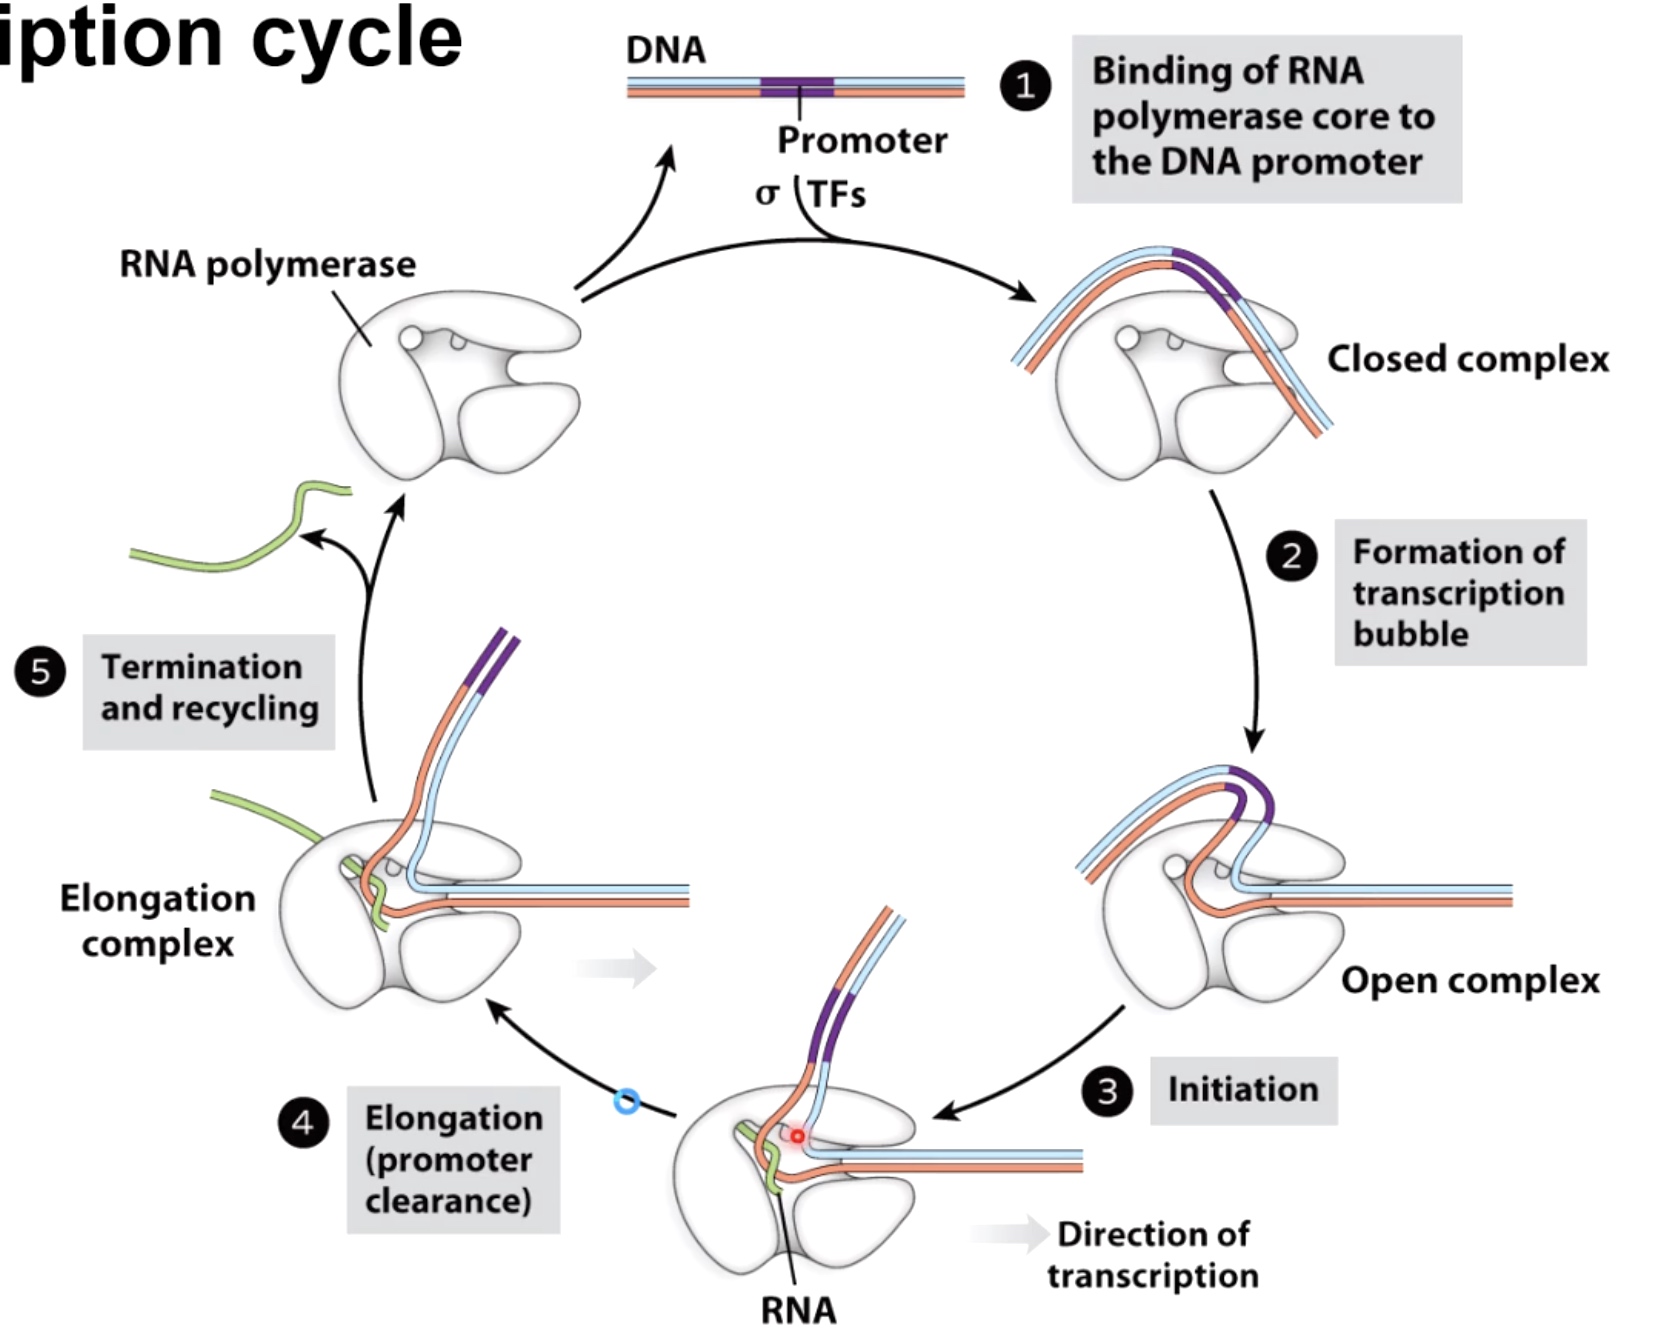 iption cycle
DNA
1
Binding of RNA
polymerase core to
the DNA promoter
Promoter
σ TFs
RNA polymerase
Closed complex
2
Formation of
transcription
bubble
5
Termination
and recycling
Elongation
complex
Open complex
3
Initiation
4
Elongation
(promoter
clearance)
Direction of
transcription
RNA